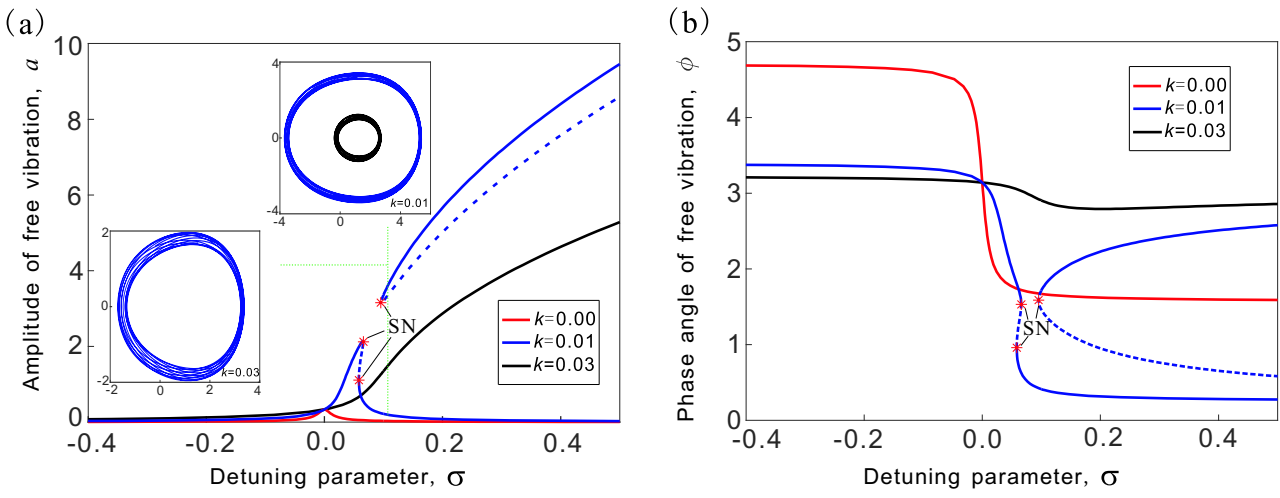 (a)
Amplitude of free vibration, a
10
8
6
4
2
0
-0.4
-0.2
0.0
0.2
0.4
Detuning parameter, σ
4
0
-4
-4
0
4
k=0.01
2
0
-2
-2
0
2
4
k=0.03
SN
k=0.00
k=0.01
k=0.03
(b)
Phase angle of free vibration, ϕ
5
4
3
2
1
0
-0.4
-0.2
0.0
0.2
0.4
Detuning parameter, σ
k=0.00
k=0.01
k=0.03
SN